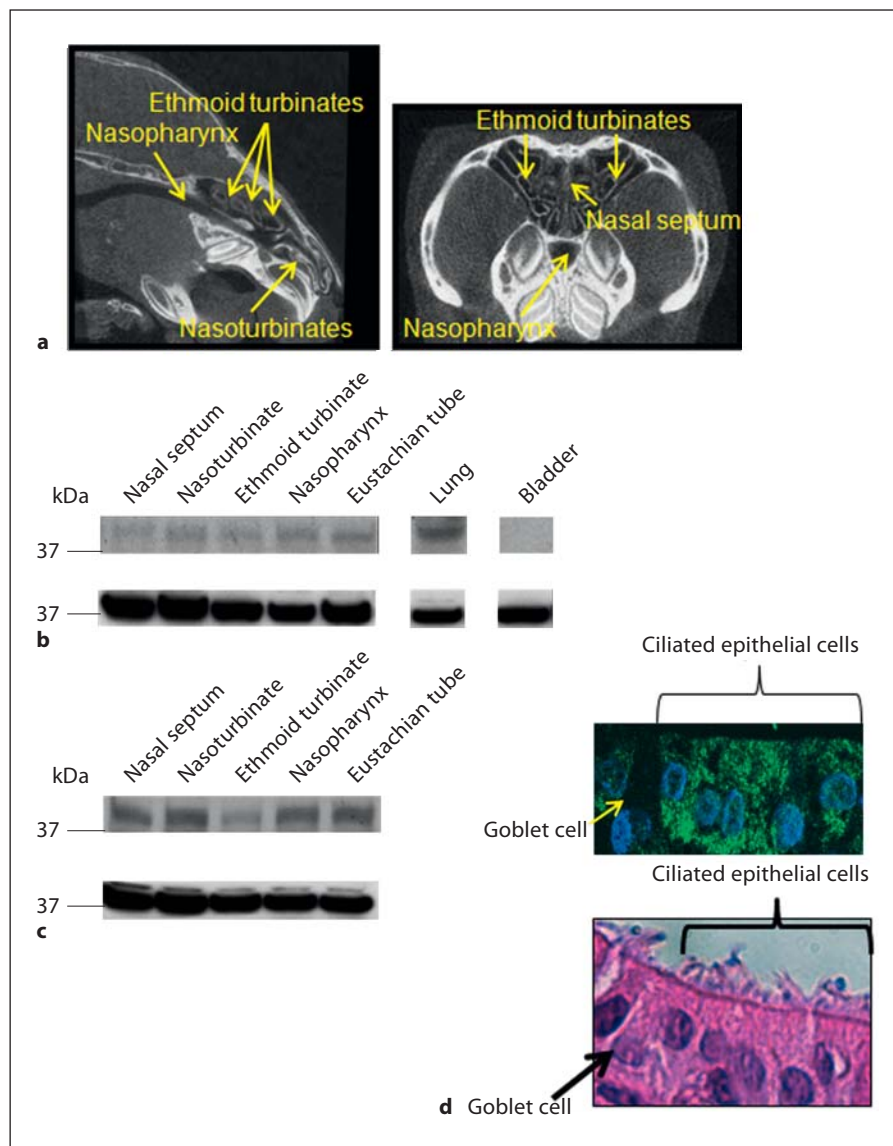 Ethmoid turbinates
Nasopharynx
Nasoturbinates
Ethmoid turbinates
Nasal septum
Nasopharynx
a
Nasal septum
Nasoturbinate
Ethmoid turbinate
Nasopharynx
Eustachian tube
Lung
Bladder
kDa
37
37
b
Nasal septum
Nasoturbinate
Ethmoid turbinate
Nasopharynx
Eustachian tube
kDa
37
37
c
Ciliated epithelial cells
Goblet cell
Ciliated epithelial cells
d Goblet cell